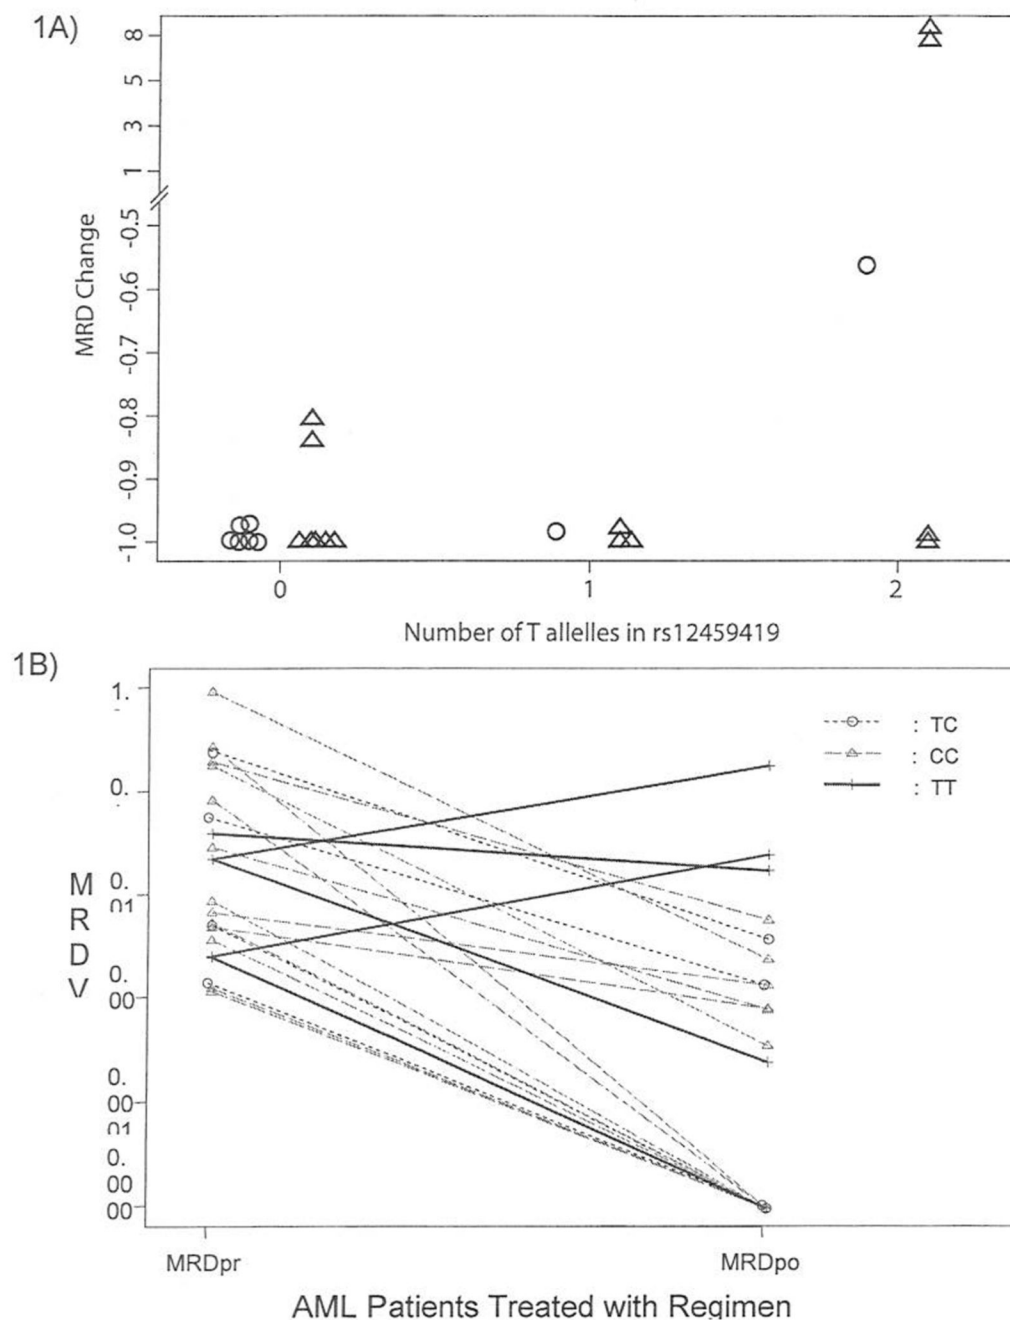 1A)
8
5
3
1
-0.5
-0.6
-0.7
-0.8
-0.9
-1.0
MRD Change
0 1 2
Number of T allelles in rs12459419
1B)
1.
0.
0.
01
0.
00
0.
00
01
0.
00
00
M
R
D
V
: TC
: CC
: TT
MRDpr MRDpo
AML Patients Treated with Regimen